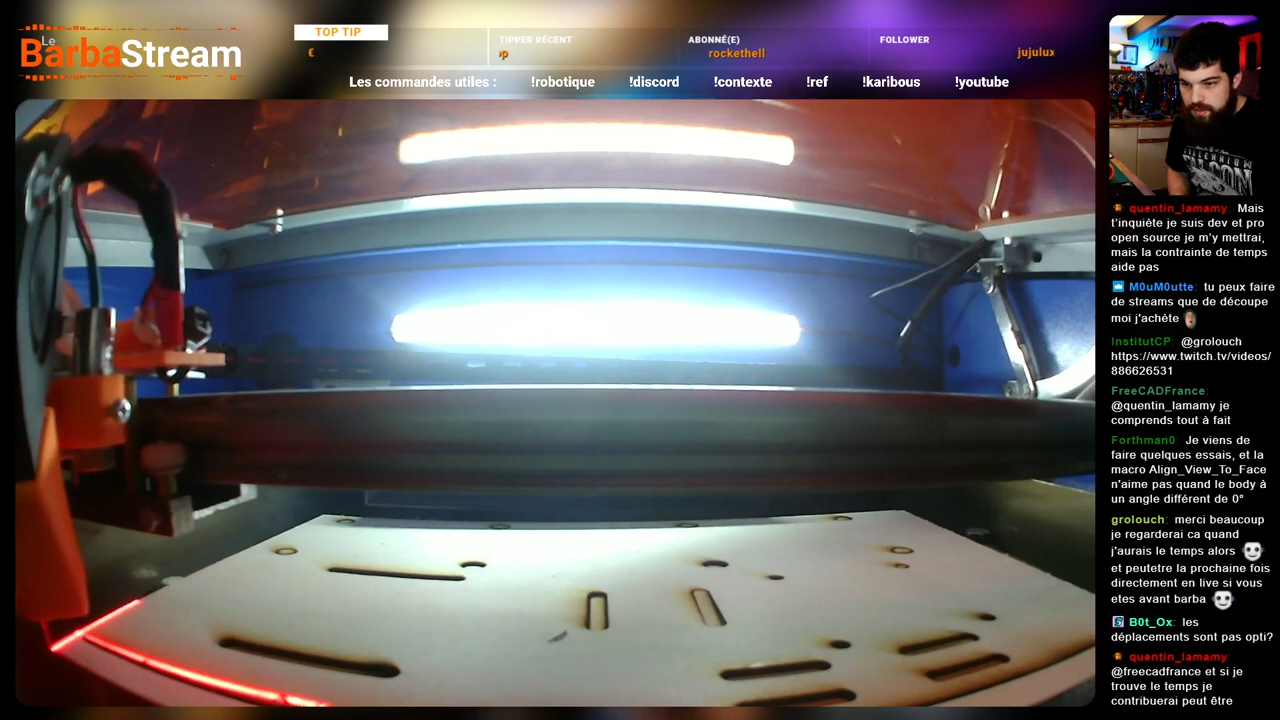 Le
BarbaStream
TOP TIP
€
TIPPER RÉCENT
ABONNÉ(E)
rockethell
FOLLOWER
jujulux
Les commandes utiles : !robotique !discord !contexte !ref !karibous !youtube
MILLENNIUM
FALCON
quentin_lamamy: Mais
t'inquiète je suis dev et pro
open source je m'y mettrai,
mais la contrainte de temps
aide pas
M0uM0utte: tu peux faire
de streams que de découpe
moi j'achète
InstitutCP: @grolouch
https://www.twitch.tv/videos/
886626531
FreeCADFrance:
@quentin_lamamy je
comprends tout à fait
Forthman0: Je viens de
faire quelques essais, et la
macro Align_View_To_Face
n'aime pas quand le body à
un angle différent de 0°
grolouch: merci beaucoup
je regarderai ca quand
j'aurais le temps alors
et peutetre la prochaine fois
directement en live si vous
etes avant barba
B0t_Ox: les
déplacements sont pas opti?
quentin_lamamy:
@freecadfrance et si je
trouve le temps je
contribuerai peut être